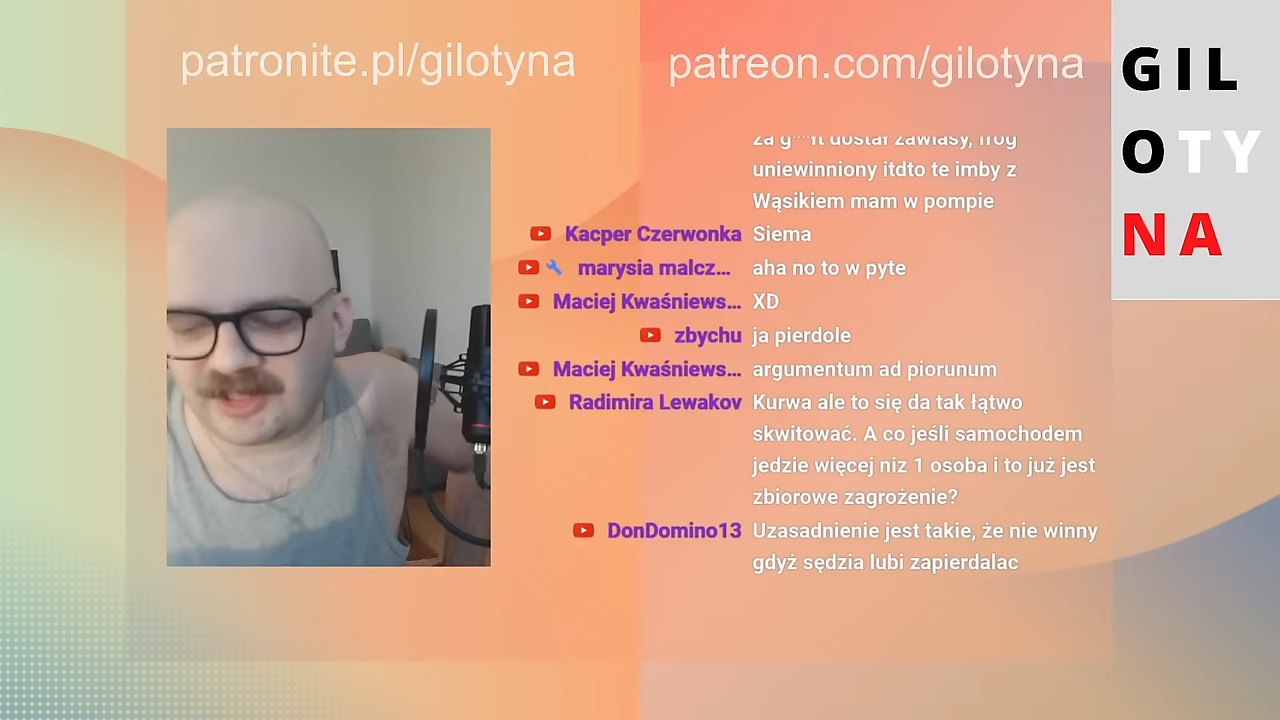 patronite.pl/gilotyna
patreon.com/gilotyna
GIL
OTY
NA
dostał zawiasy, frog
uniewinniony itdto te imby z
Wąsikiem mam w pompie
Kacper Czerwonka Siema
marysia malcz... aha no to w pyte
Maciej Kwaśniews... XD
zbychu ja pierdole
Maciej Kwaśniews... argumentum ad piorunum
Radimira Lewakov Kurwa ale to się da tak łątwo
skwitować. A co jeśli samochodem
jedzie więcej niz 1 osoba i to już jest
zbiorowe zagrożenie?
DonDomino13 Uzasadnienie jest takie, że nie winny
gdyż sędzia lubi zapierdalac